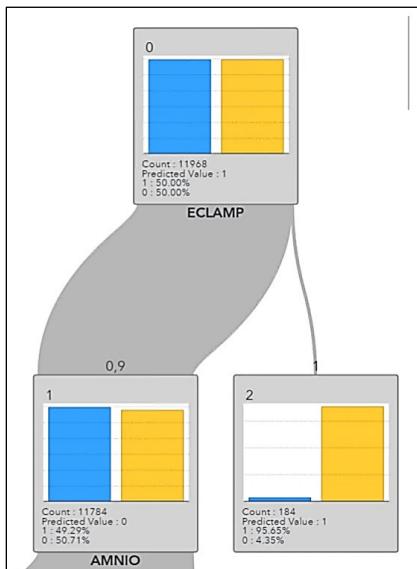 0
Count : 11968
Predicted Value : 1
1 : 50.00%
0 : 50.00%
ECLAMP
0,9
1
1
Count : 11784
Predicted Value : 0
1 : 49.29%
0 : 50.71%
AMNIO
2
Count : 184
Predicted Value : 1
1 : 95.65%
0 : 4.35%